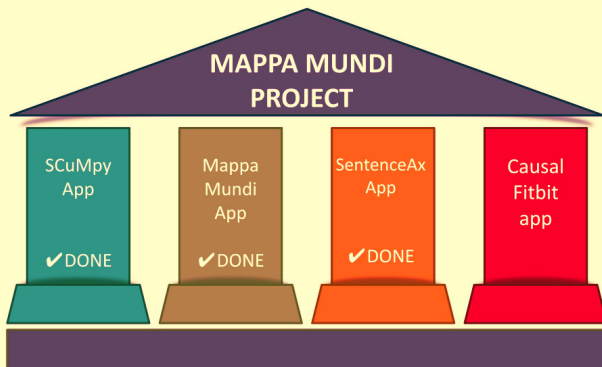 MAPPA MUNDI
PROJECT
SCuMpy
App
✔DONE
Mappa
Mundi
App
✔DONE
SentenceAx
App
✔DONE
Causal
Fitbit
app